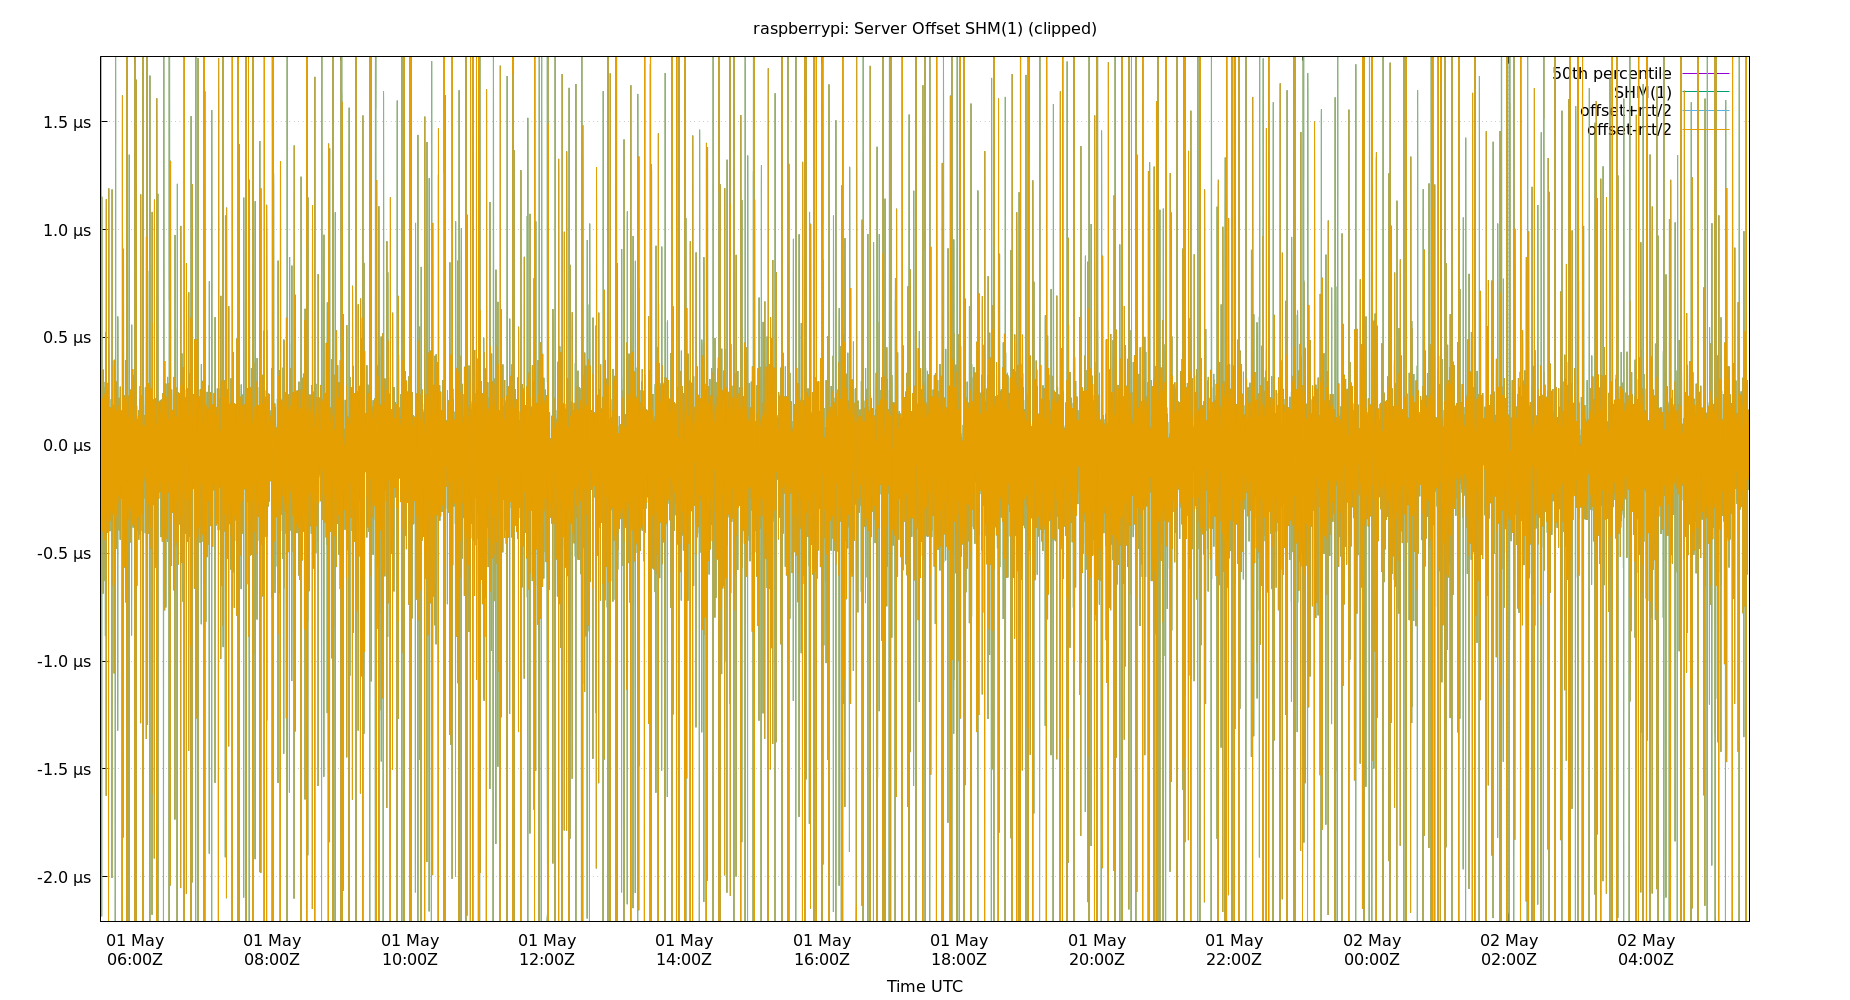 raspberrypi: Server Offset SHM(1) (clipped)
50th percentile
SHM(1)
offset+rtt/2
offset-rtt/2
1.5 µs
1.0 µs
0.5 µs
0.0 µs
-0.5 µs
-1.0 µs
-1.5 µs
-2.0 µs
01 May 01 May 01 May 01 May 01 May 01 May 01 May 01 May 01 May 02 May 02 May 02 May
06:00Z 08:00Z 10:00Z 12:00Z 14:00Z 16:00Z 18:00Z 20:00Z 22:00Z 00:00Z 02:00Z 04:00Z
Time UTC